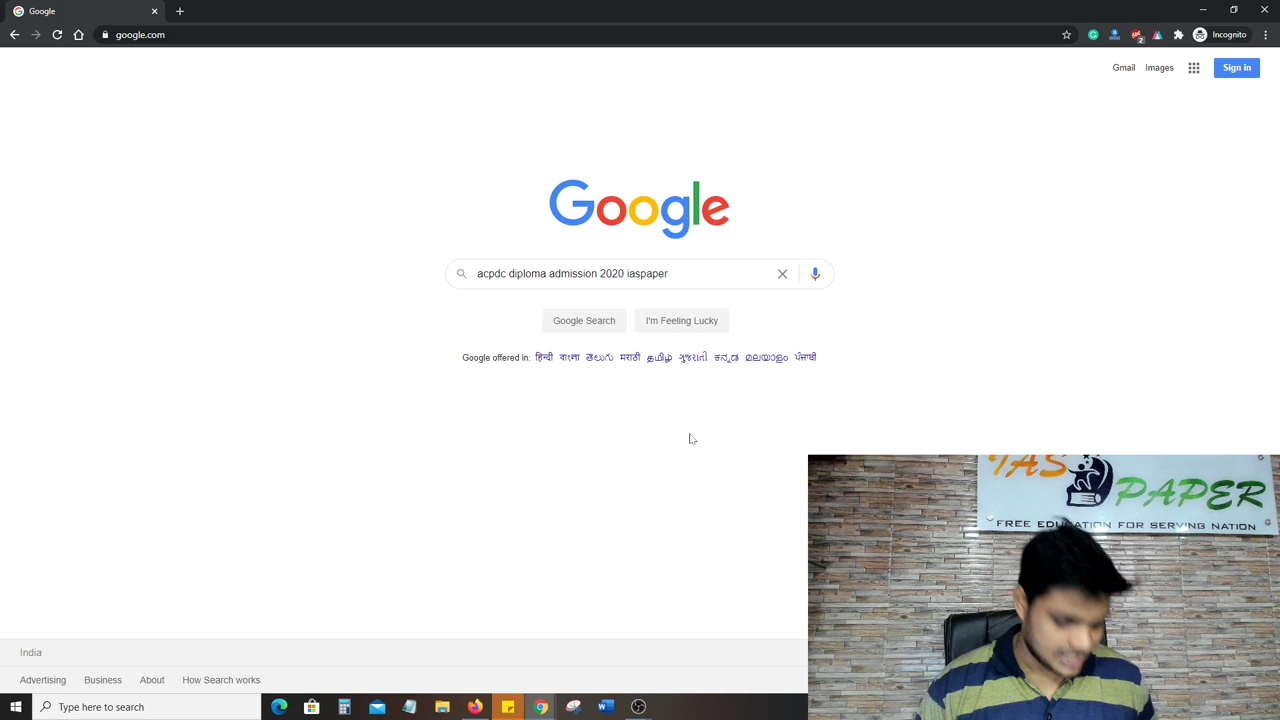 Google
google.com
2
Incognito
Gmail Images Sign in
Google
acpdc diploma admission 2020 iaspaper
Google Search I'm Feeling Lucky
Google offered in: हिन्दी বাংলা తెలుగు मराठी தமிழ் ગુજરાતી ಕನ್ನಡ മലയാളം ਪੰਜਾਬੀ
India
Advertising Business About How Search works
Type here to search
IAS
PAPER
FREE EDUCATION FOR SERVING NATION